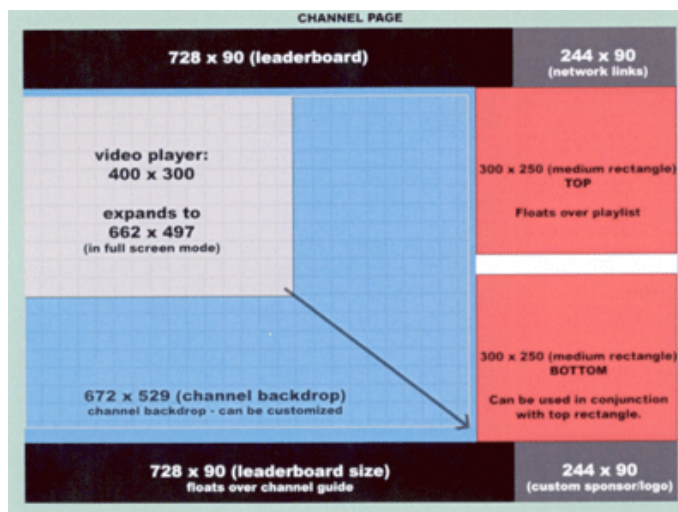 CHANNEL PAGE
728 x 90 (leaderboard)
244 x 90
(network links)
video player:
400 x 300
expands to
662 x 497
(in full screen mode)
300 x 250 (medium rectangle)
TOP
Floats over playlist
300 x 250 (medium rectangle)
BOTTOM
Can be used in conjunction
with top rectangle.
672 x 529 (channel backdrop)
channel backdrop - can be customized
728 x 90 (leaderboard size)
floats over channel guide
244 x 90
(custom sponsor/logo)